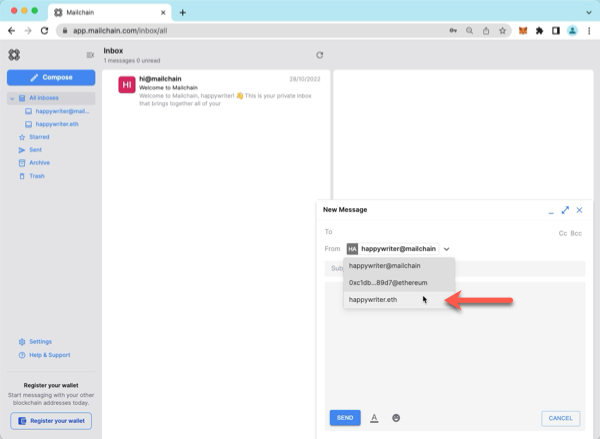 Mailchain
app.mailchain.com/inbox/all
Inbox
1 messages 0 unread
Compose
All inboxes
happywriter@mail...
happywriter.eth
Starred
Sent
Archive
Trash
HI
hi@mailchain
28/10/2022
Welcome to Mailchain
Welcome to Mailchain, happywriter! 👋 This is your private inbox
that brings together all of your
New Message
To
Cc Bcc
From HA happywriter@mailchain
Sub
happywriter@mailchain
0xc1db...89d7@ethereum
happywriter.eth
SEND
A
CANCEL
Settings
Help & Support
Register your wallet
Start messaging with your other
blockchain addresses today.
Register your wallet